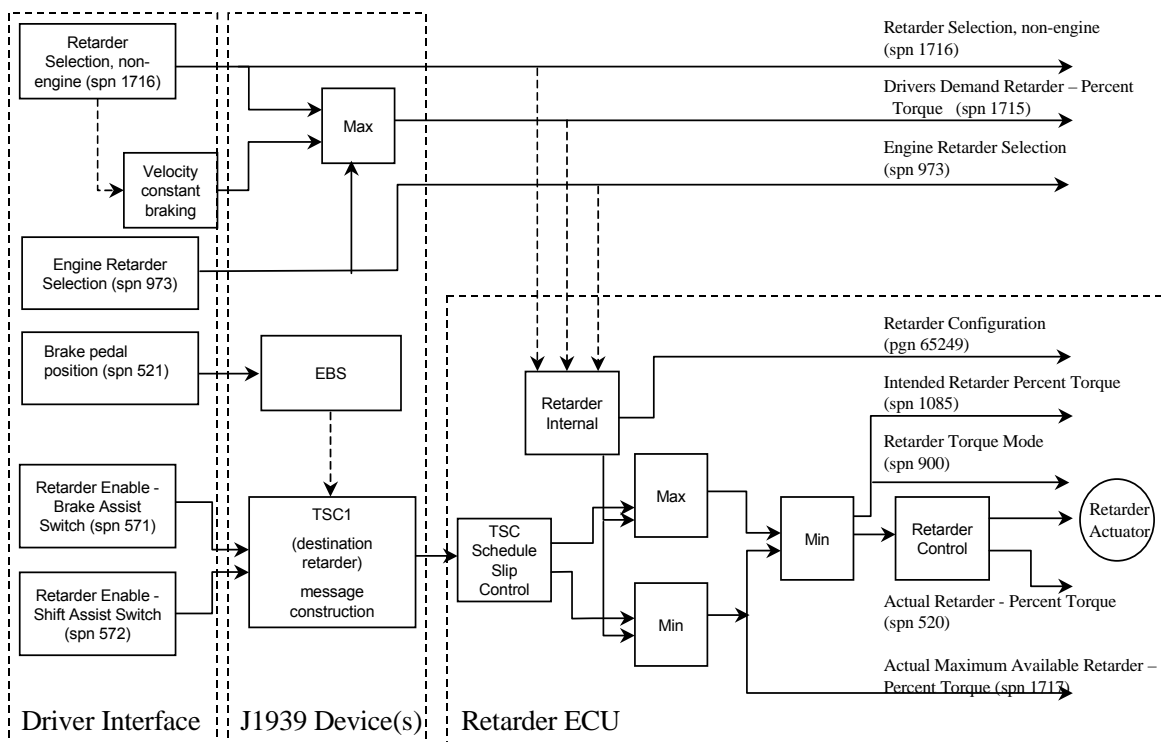 Retarder
Selection, non-
engine (spn 1716)
Velocity
constant
braking
Engine Retarder
Selection (spn 973)
Brake pedal
position (spn 521)
Retarder Enable -
Brake Assist
Switch (spn 571)
Retarder Enable -
Shift Assist Switch
(spn 572)
Driver Interface
Max
EBS
TSC1
(destination
retarder)
message
construction
J1939 Device(s)
Retarder Selection, non-engine
(spn 1716)
Drivers Demand Retarder – Percent
Torque (spn 1715)
Engine Retarder Selection
(spn 973)
Retarder
Internal
TSC
Schedule
Slip
Control
Max
Min
Min
Retarder
Control
Retarder
Actuator
Retarder Configuration
(pgn 65249)
Intended Retarder Percent Torque
(spn 1085)
Retarder Torque Mode
(spn 900)
Actual Retarder - Percent Torque
(spn 520)
Actual Maximum Available Retarder –
Percent Torque (spn 1717)
Retarder ECU